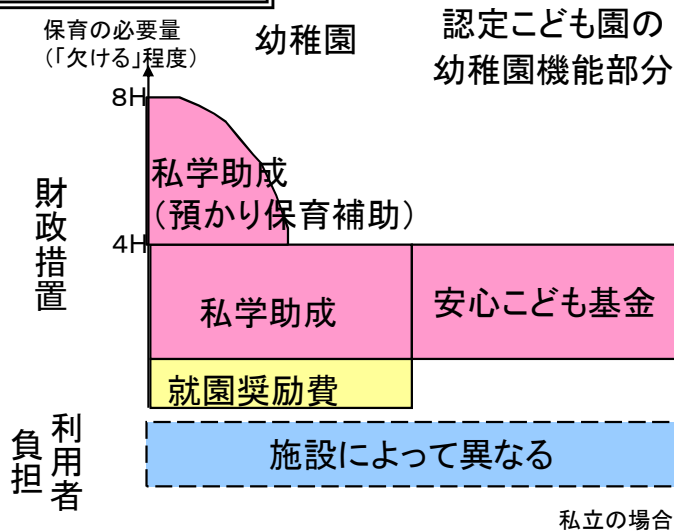 保育の必要量
（「欠ける」程度）
幼稚園
認定こども園の
幼稚園機能部分
8H
私学助成
（預かり保育補助）
4H
財政措置
私学助成
安心こども基金
就園奨励費
利用者
負担
施設によって異なる
私立の場合